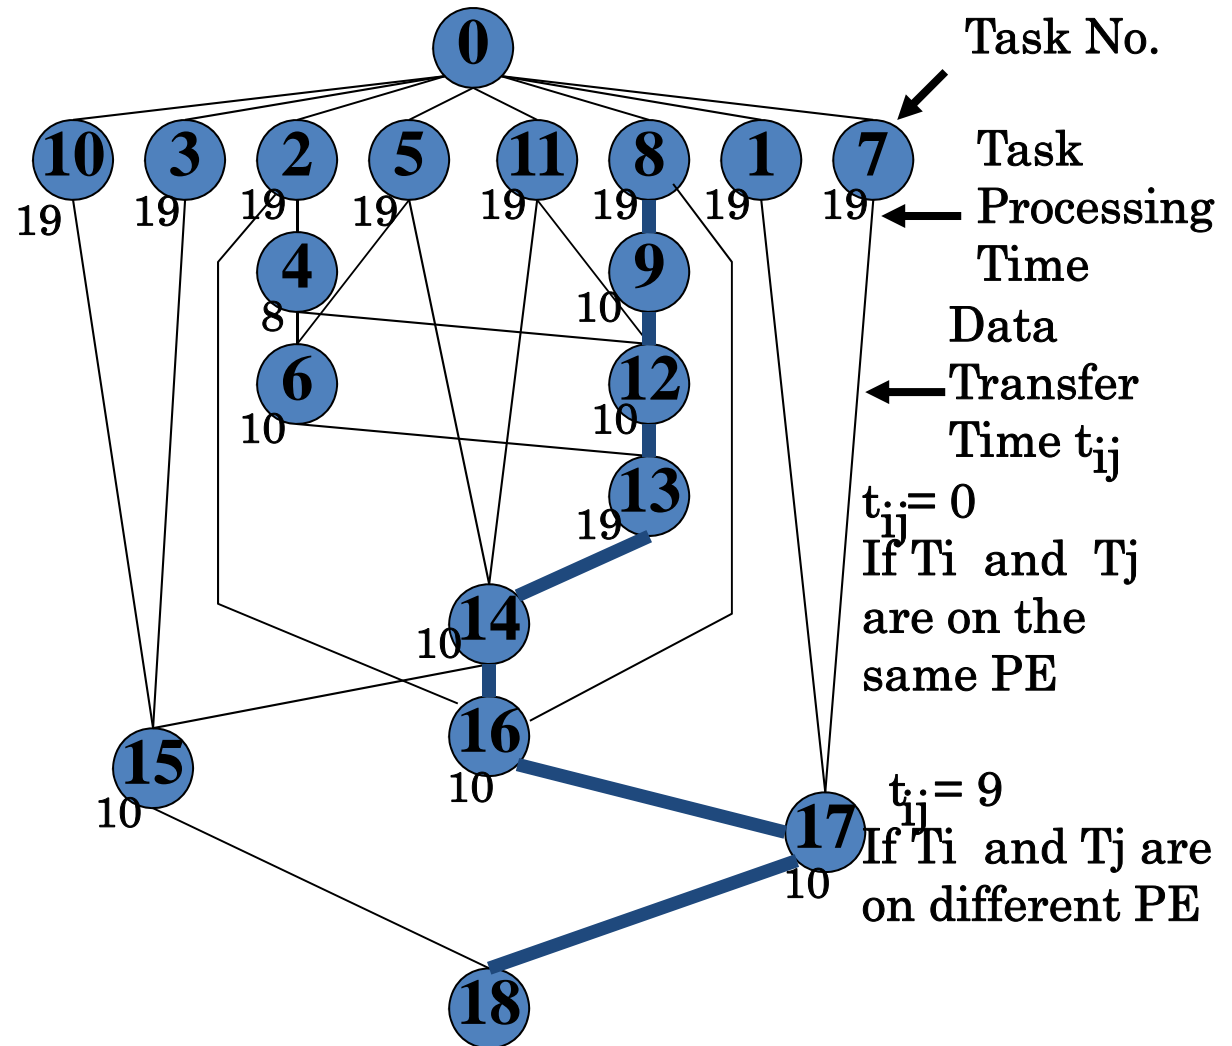 0
Task No.
10 3 2 5 11 8 1 7
19 19 19 19 19 19 19 19
Task
Processing
Time
4 9
8 10
Data
Transfer
Time tij
6 12
10 10
13
19
tij= 0
If Ti and Tj
are on the
same PE
14
10
16
10
15
10
tij= 9
If Ti and Tj are
on different PE
17
10
18